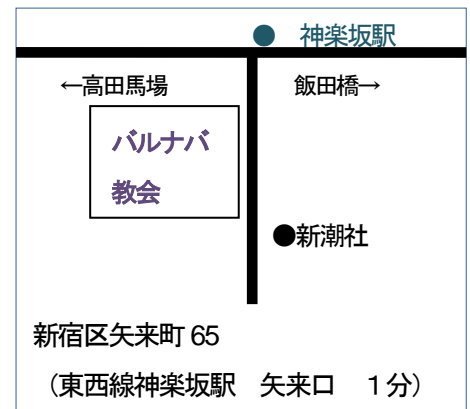 ● 神楽坂駅
←高田馬場 飯田橋→
バルナバ
教会
●新潮社
新宿区矢来町 65
（東西線神楽坂駅　矢来口　１分）